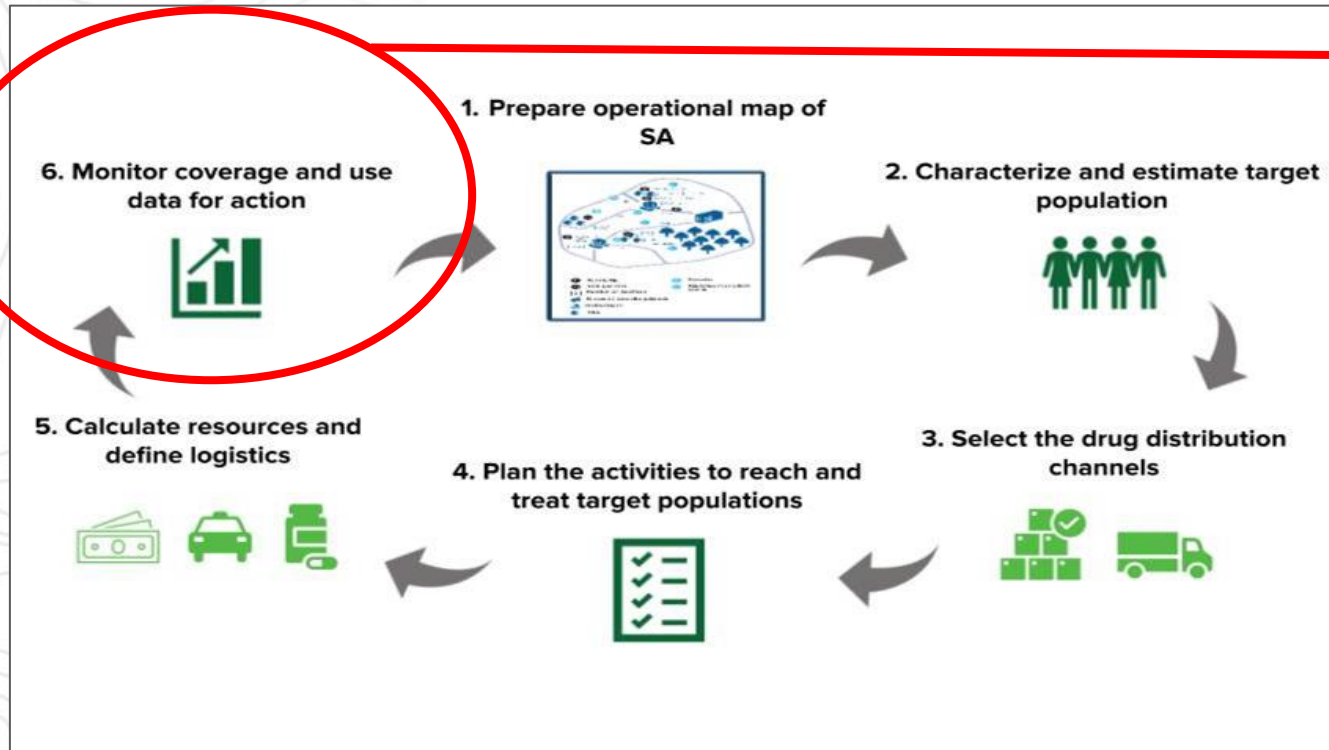 1. Prepare operational map of
SA
2. Characterize and estimate target
population
3. Select the drug distribution
channels
4. Plan the activities to reach and
treat target populations
5. Calculate resources and
define logistics
6. Monitor coverage and use
data for action